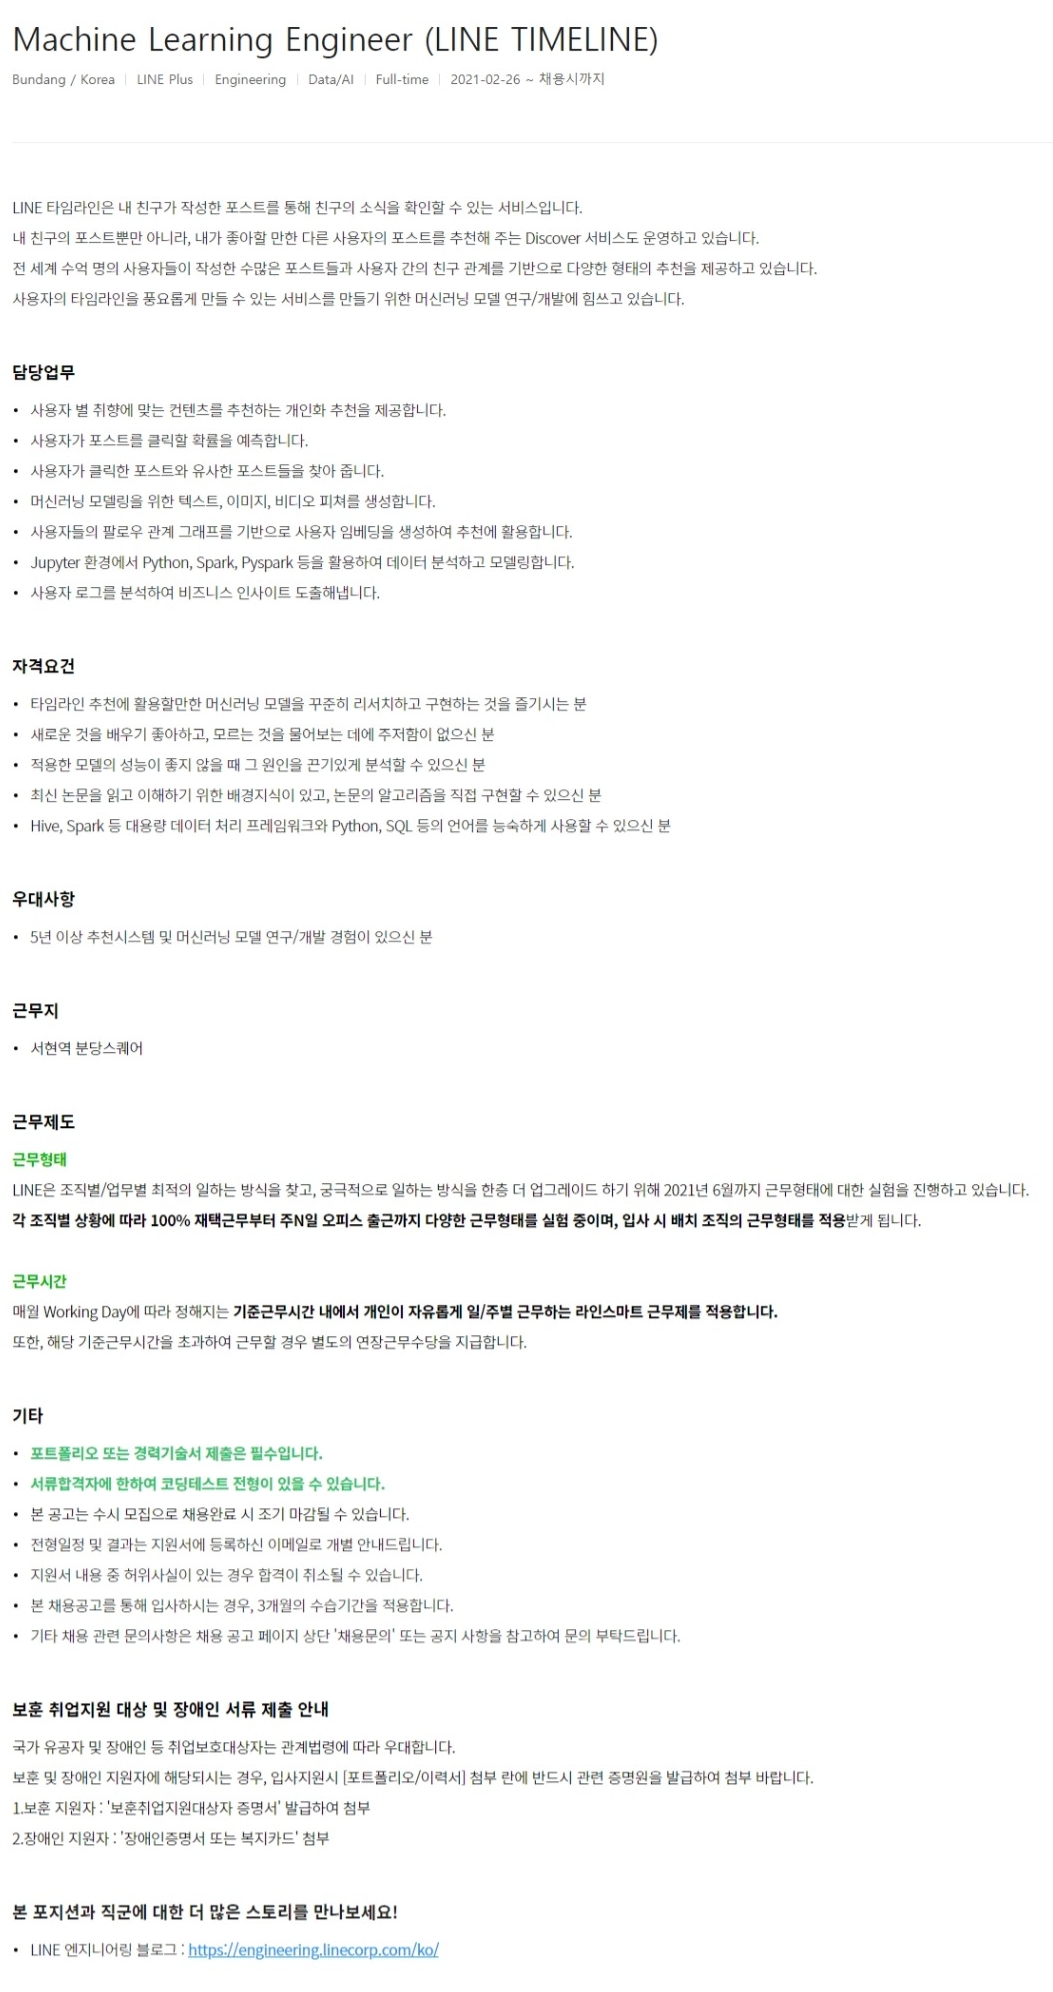 Machine Learning Engineer (LINE TIMELINE)
Bundang / Korea | LINE Plus | Engineering | Data/AI | Full-time | 2021-02-26 ~ 채용시까지
LINE 타임라인은 내 친구가 작성한 포스트를 통해 친구의 소식을 확인할 수 있는 서비스입니다.
내 친구의 포스트뿐만 아니라, 내가 좋아할 만한 다른 사용자의 포스트를 추천해 주는 Discover 서비스도 운영하고 있습니다.
전 세계 수억 명의 사용자들이 작성한 수많은 포스트들과 사용자 간의 친구 관계를 기반으로 다양한 형태의 추천을 제공하고 있습니다.
사용자의 타임라인을 풍요롭게 만들 수 있는 서비스를 만들기 위한 머신러닝 모델 연구/개발에 힘쓰고 있습니다.
담당업무
• 사용자 별 취향에 맞는 컨텐츠를 추천하는 개인화 추천을 제공합니다.
• 사용자가 포스트를 클릭할 확률을 예측합니다.
• 사용자가 클릭한 포스트와 유사한 포스트들을 찾아 줍니다.
• 머신러닝 모델링을 위한 텍스트, 이미지, 비디오 피쳐를 생성합니다.
• 사용자들의 팔로우 관계 그래프를 기반으로 사용자 임베딩을 생성하여 추천에 활용합니다.
• Jupyter 환경에서 Python, Spark, Pyspark 등을 활용하여 데이터 분석하고 모델링합니다.
• 사용자 로그를 분석하여 비즈니스 인사이트 도출해냅니다.
자격요건
• 타임라인 추천에 활용할만한 머신러닝 모델을 꾸준히 리서치하고 구현하는 것을 즐기시는 분
• 새로운 것을 배우기 좋아하고, 모르는 것을 물어보는 데에 주저함이 없으신 분
• 적용한 모델의 성능이 좋지 않을 때 그 원인을 끈기있게 분석할 수 있으신 분
• 최신 논문을 읽고 이해하기 위한 배경지식이 있고, 논문의 알고리즘을 직접 구현할 수 있으신 분
• Hive, Spark 등 대용량 데이터 처리 프레임워크와 Python, SQL 등의 언어를 능숙하게 사용할 수 있으신 분
우대사항
• 5년 이상 추천시스템 및 머신러닝 모델 연구/개발 경험이 있으신 분
근무지
• 서현역 분당스퀘어
근무제도
근무형태
LINE은 조직별/업무별 최적의 일하는 방식을 찾고, 궁극적으로 일하는 방식을 한층 더 업그레이드 하기 위해 2021년 6월까지 근무형태에 대한 실험을 진행하고 있습니다.
각 조직별 상황에 따라 100% 재택근무부터 주N일 오피스 출근까지 다양한 근무형태를 실험 중이며, 입사 시 배치 조직의 근무형태를 적용받게 됩니다.
근무시간
매월 Working Day에 따라 정해지는 기준근무시간 내에서 개인이 자유롭게 일/주별 근무하는 라인스마트 근무제를 적용합니다.
또한, 해당 기준근무시간을 초과하여 근무할 경우 별도의 연장근무수당을 지급합니다.
기타
• 포트폴리오 또는 경력기술서 제출은 필수입니다.
• 서류합격자에 한하여 코딩테스트 전형이 있을 수 있습니다.
• 본 공고는 수시 모집으로 채용완료 시 조기 마감될 수 있습니다.
• 전형일정 및 결과는 지원서에 등록하신 이메일로 개별 안내드립니다.
• 지원서 내용 중 허위사실이 있는 경우 합격이 취소될 수 있습니다.
• 본 채용공고를 통해 입사하시는 경우, 3개월의 수습기간을 적용합니다.
• 기타 채용 관련 문의사항은 채용 공고 페이지 상단 '채용문의' 또는 공지 사항을 참고하여 문의 부탁드립니다.
보훈 취업지원 대상 및 장애인 서류 제출 안내
국가 유공자 및 장애인 등 취업보호대상자는 관계법령에 따라 우대합니다.
보훈 및 장애인 지원자에 해당되시는 경우, 입사지원시 [포트폴리오/이력서] 첨부 란에 반드시 관련 증명원을 발급하여 첨부 바랍니다.
1.보훈 지원자 : '보훈취업지원대상자 증명서' 발급하여 첨부
2.장애인 지원자 : '장애인증명서 또는 복지카드' 첨부
본 포지션과 직군에 대한 더 많은 스토리를 만나보세요!
• LINE 엔지니어링 블로그 : https://engineering.linecorp.com/ko/